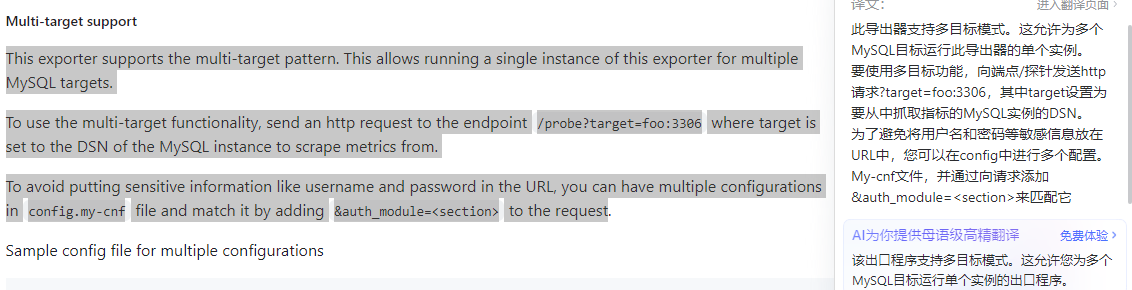 Multi-target support
This exporter supports the multi-target pattern. This allows running a single instance of this exporter for multiple
MySQL targets.
To use the multi-target functionality, send an http request to the endpoint /probe?target=foo:3306 where target is
set to the DSN of the MySQL instance to scrape metrics from.
To avoid putting sensitive information like username and password in the URL, you can have multiple configurations
in config.my-cnf file and match it by adding &auth_module=<section> to the request.
Sample config file for multiple configurations
译文: 进入翻译页面 >
此导出器支持多目标模式。这允许为多个
MySQL目标运行此导出器的单个实例。
要使用多目标功能，向端点/探针发送http
请求?target=foo:3306，其中target设置为
要从中抓取指标的MySQL实例的DSN。
为了避免将用户名和密码等敏感信息放在
URL中，您可以在config中进行多个配置。
My-cnf文件，并通过向请求添加
&auth_module=<section>来匹配它
AI为你提供母语级高精翻译 免费体验 >
该出口程序支持多目标模式。这允许您为多个
MySQL目标运行单个实例的出口程序。